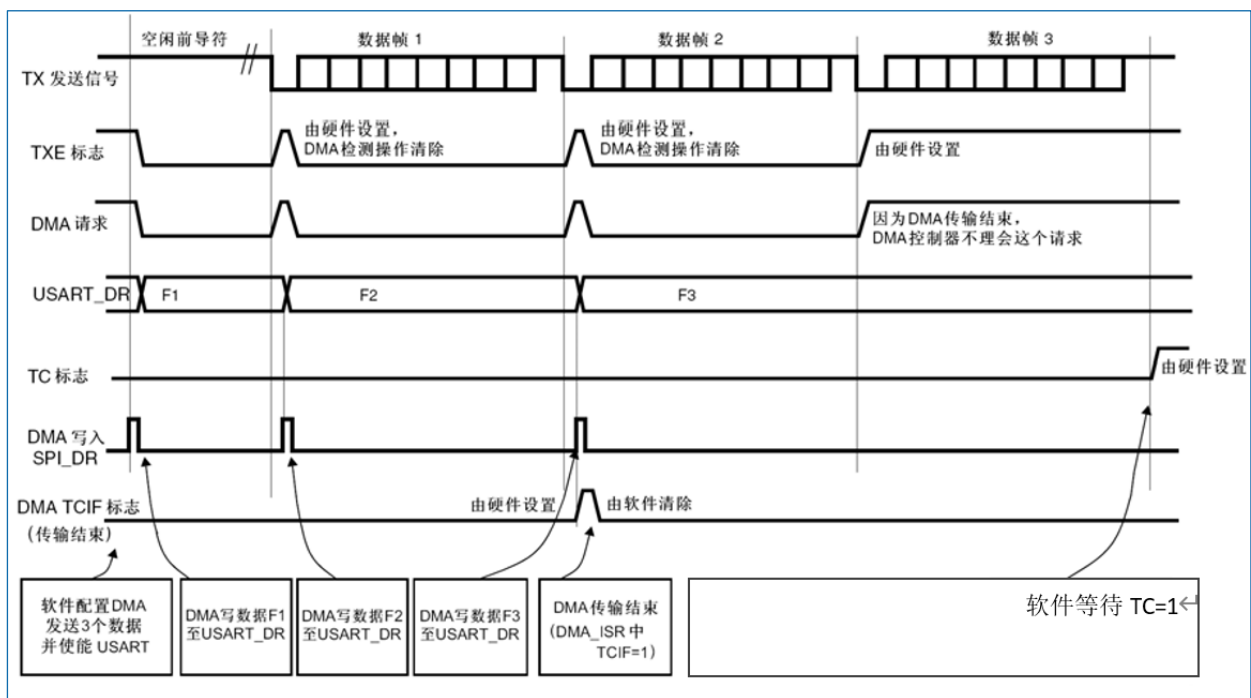 空闲前导符
数据帧 1
数据帧 2
数据帧 3
TX 发送信号
由硬件设置，
DMA检测操作清除
由硬件设置，
DMA检测操作清除
TXE 标志
由硬件设置
DMA 请求
因为DMA传输结束，
DMA控制器不理会这个请求
USART_DR
F1
F2
F3
TC 标志
由硬件设置
DMA 写入
SPI_DR
DMA TCIF 标志
（传输结束）
由硬件设置
由软件清除
软件配置DMA
发送3个数据
并使能 USART
DMA写数据F1
至USART_DR
DMA写数据F2
至USART_DR
DMA写数据F3
至USART_DR
DMA传输结束
（DMA_ISR 中
TCIF=1）
软件等待 TC=1↵